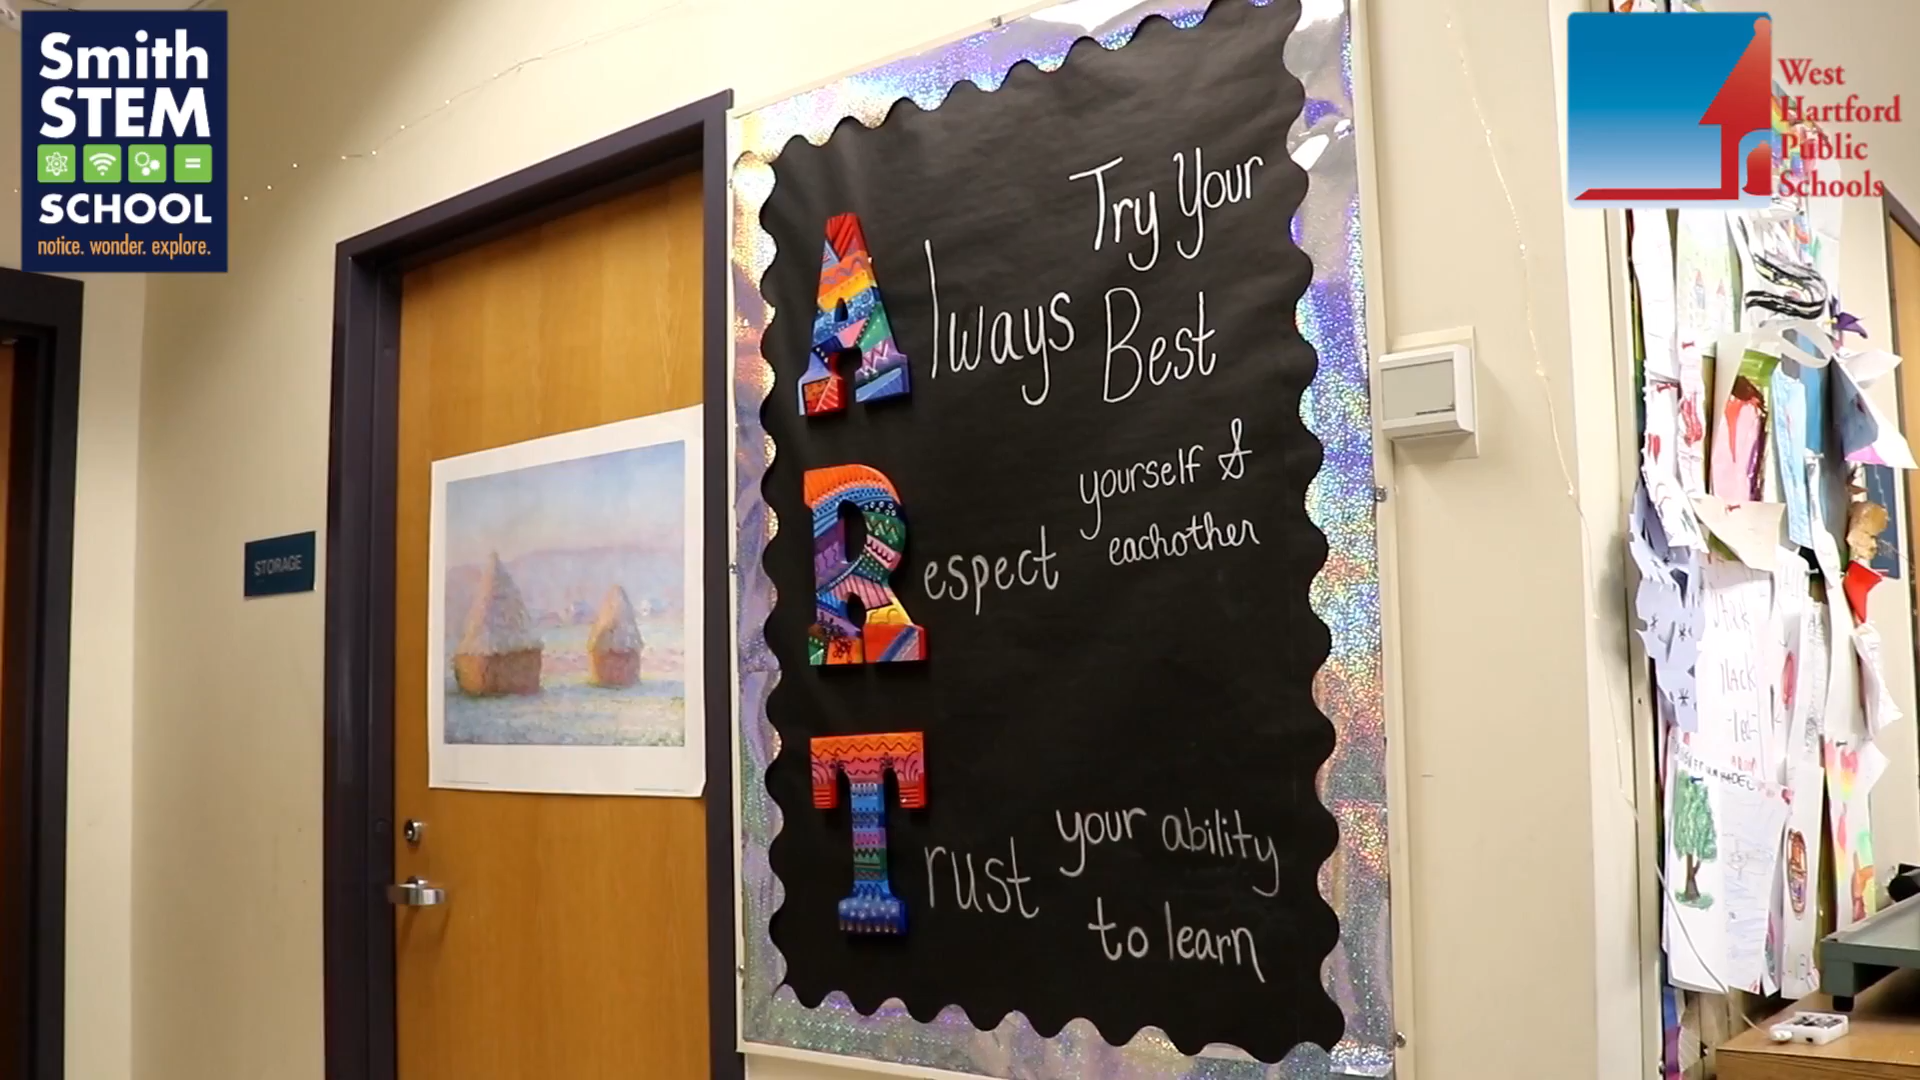 Smith
STEM
SCHOOL
notice. wonder. explore.
West
Hartford
Public
Schools
STORAGE
Always Try Your
Best
Respect yourself &
eachother
Trust your ability
to learn